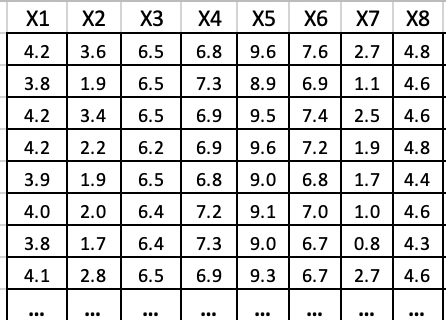 X1 X2 X3 X4 X5 X6 X7 X8
4.2 3.6 6.5 6.8 9.6 7.6 2.7 4.8
3.8 1.9 6.5 7.3 8.9 6.9 1.1 4.6
4.2 3.4 6.5 6.9 9.5 7.4 2.5 4.6
4.2 2.2 6.2 6.9 9.6 7.2 1.9 4.8
3.9 1.9 6.5 6.8 9.0 6.8 1.7 4.4
4.0 2.0 6.4 7.2 9.1 7.0 1.0 4.6
3.8 1.7 6.4 7.3 9.0 6.7 0.8 4.3
4.1 2.8 6.5 6.9 9.3 6.7 2.7 4.6
... ... ... ... ... ... ... ...